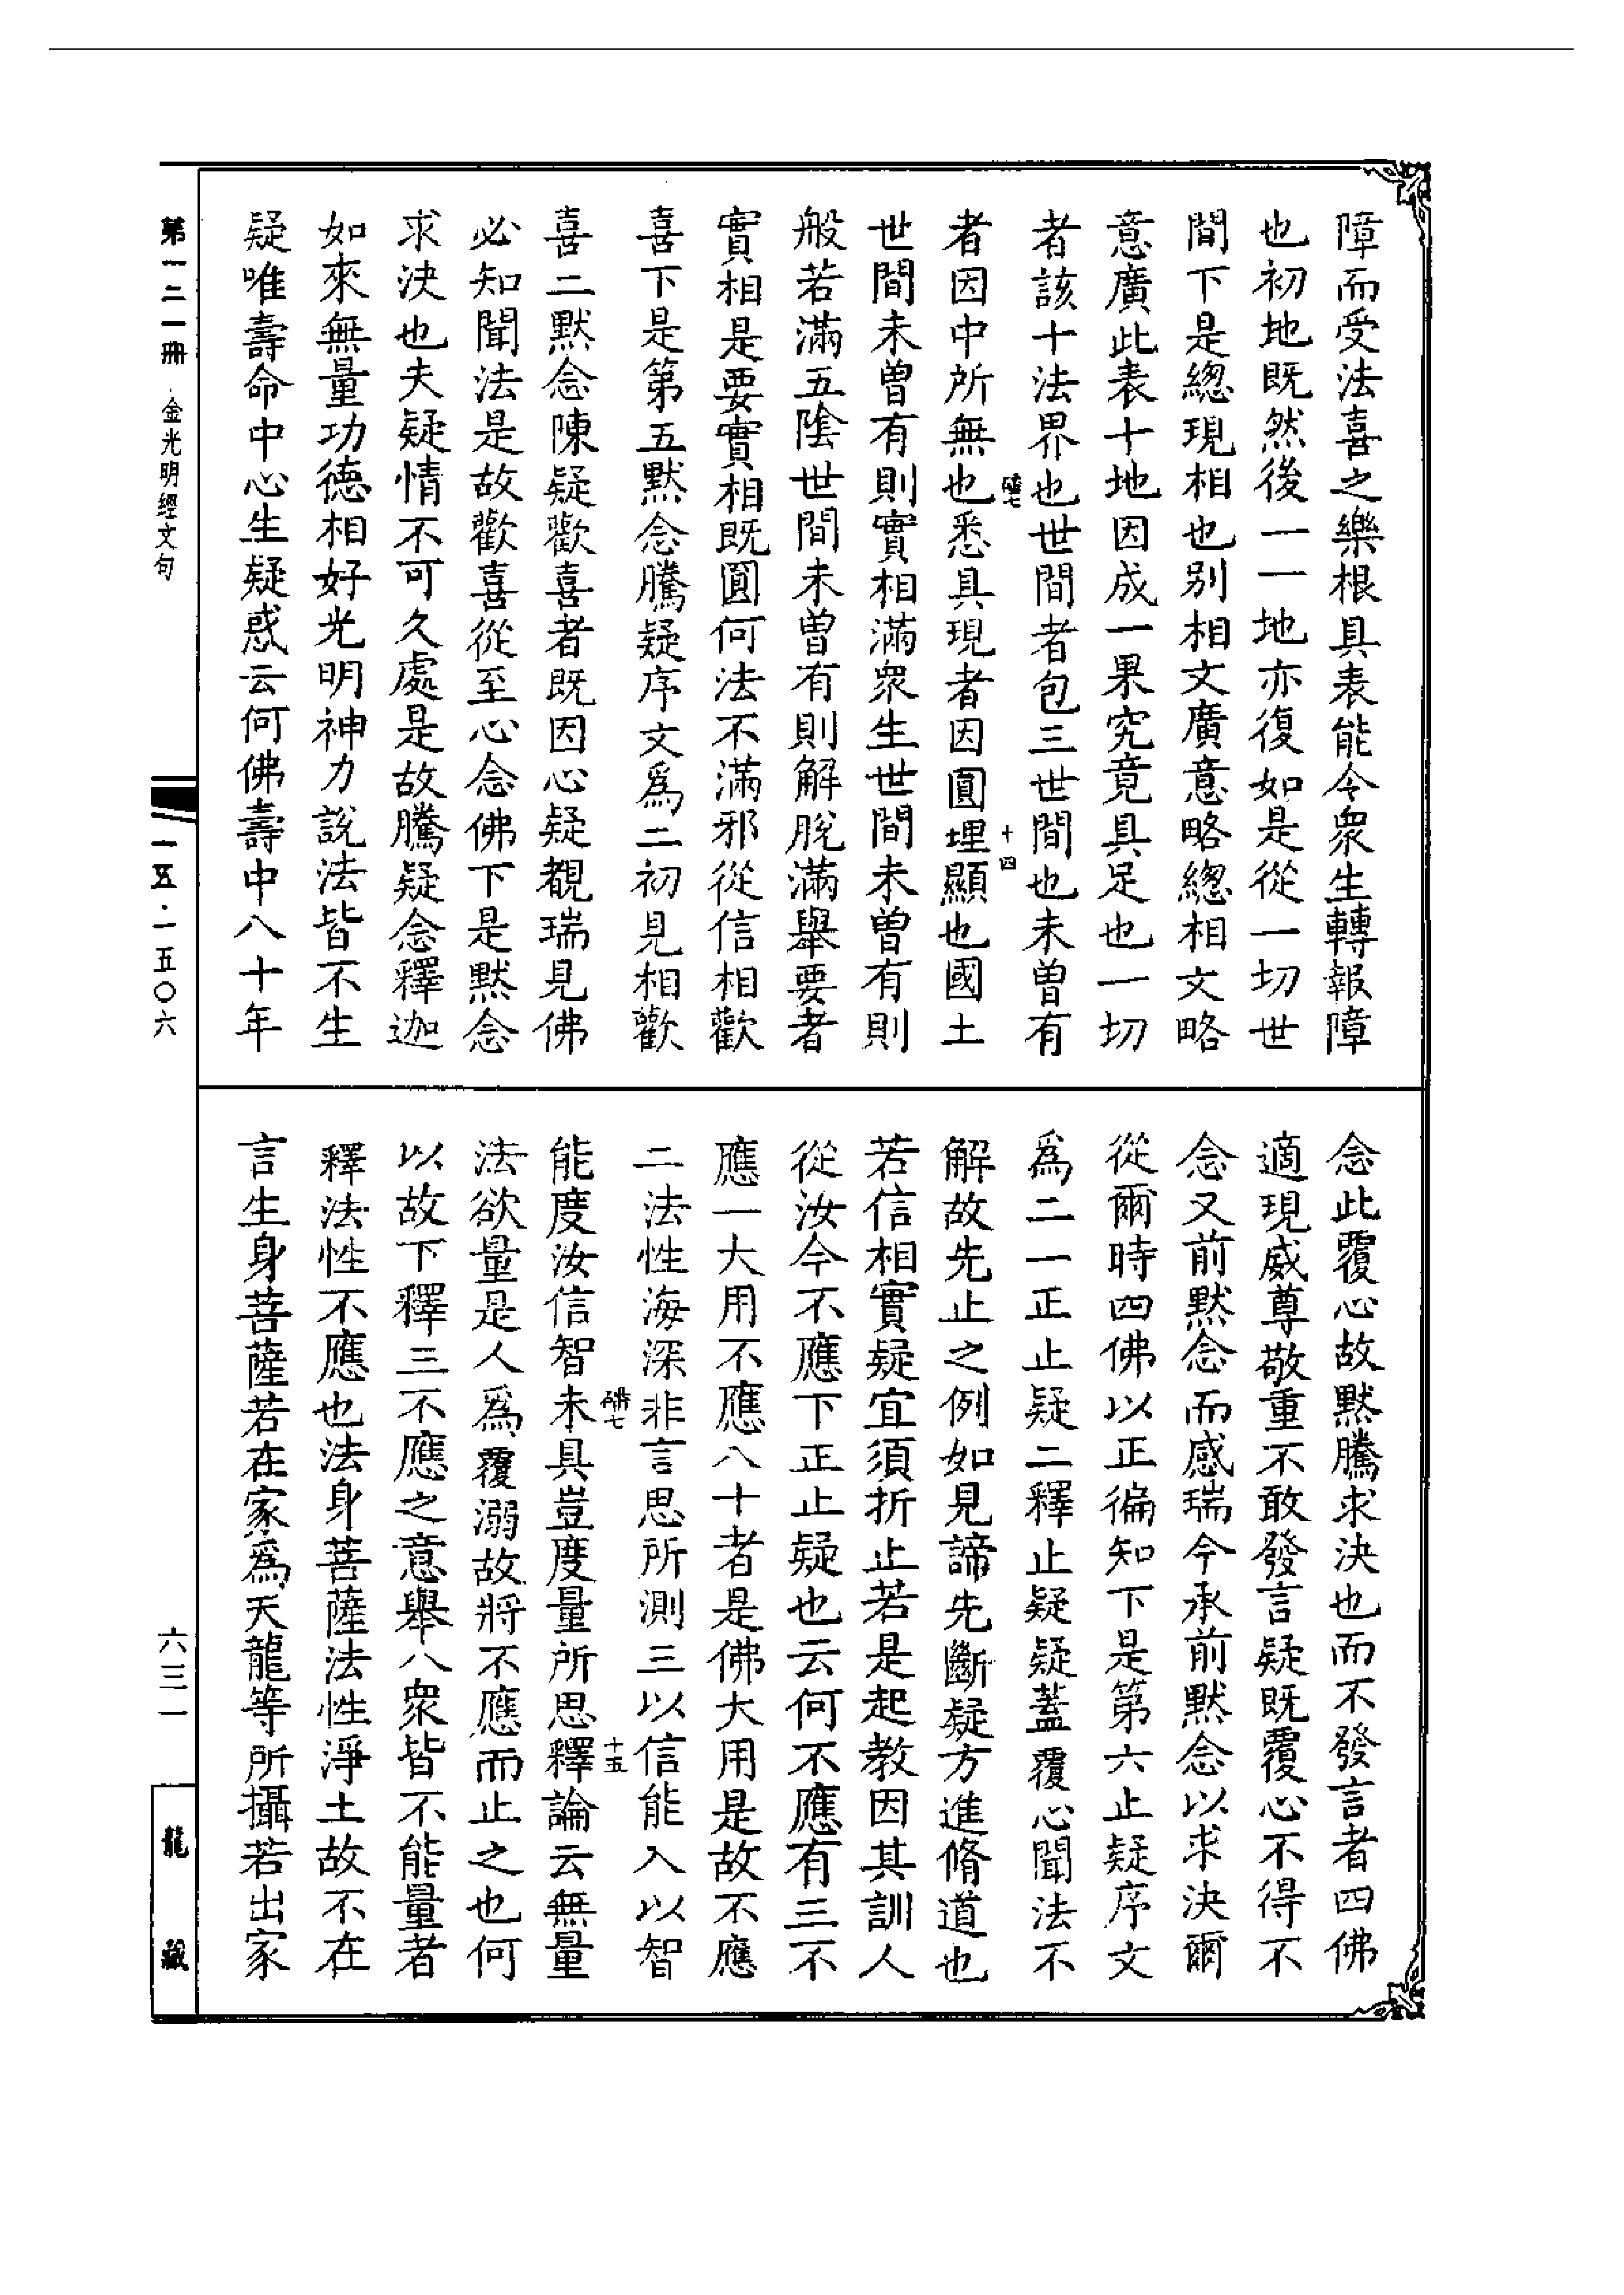 障而受法喜之樂根具表能令衆生轉報障
也初地既然後一一地亦復如是從一切世
間下是總現相也别相文廣意略總相文略
意廣此表十地因成一果究竟具足也一切
者該十法界也世間者包三世間也未曾有
者因中所無也悉具現者因圓理顯也國土
十四
世間未曾有則實相滿衆生世間未曾有則
般若滿五陰世間未曾有則解脫滿舉要者
實相是要實相既圓何法不滿邪從信相歡
喜下是第五默念騰疑序文爲二初見相歡
喜二默念陳疑歡喜者既因心疑覩瑞見佛
必知聞法是故歡喜從至心念佛下是默念
求決也夫疑情不可久處是故騰疑念釋迦
如來無量功德相好光明神力說法皆不生
疑唯壽命中心生疑惑云何佛壽中八十年
念此覆心故默騰求決也而不發言者四佛
適現威尊敬重不敢發言疑既覆心不得不
念又前默念而感瑞今承前默念以求決爾
從爾時四佛以正徧知下是第六止疑序文
爲二一正止疑二釋止疑疑蓋覆心聞法不
解故先止之例如見諦先斷疑方進脩道也
若信相實疑宜須折止若是起教因其訓人
從汝今不應下正止疑也云何不應有三不
應一大用不應八十者是佛大用是故不應
二法性海深非言思所測三以信能入以智
十五
能度汝信智未具豈度量所思釋論云無量
法欲量是人爲覆溺故將不應而止之也何
以故下釋三不應之意舉八衆皆不能量者
釋法性不應也法身菩薩法性淨土故不在
言生身菩薩若在家爲天龍等所攝若出家
第一二一冊 金光明經文句
一五·一五〇六
六三一
龍藏